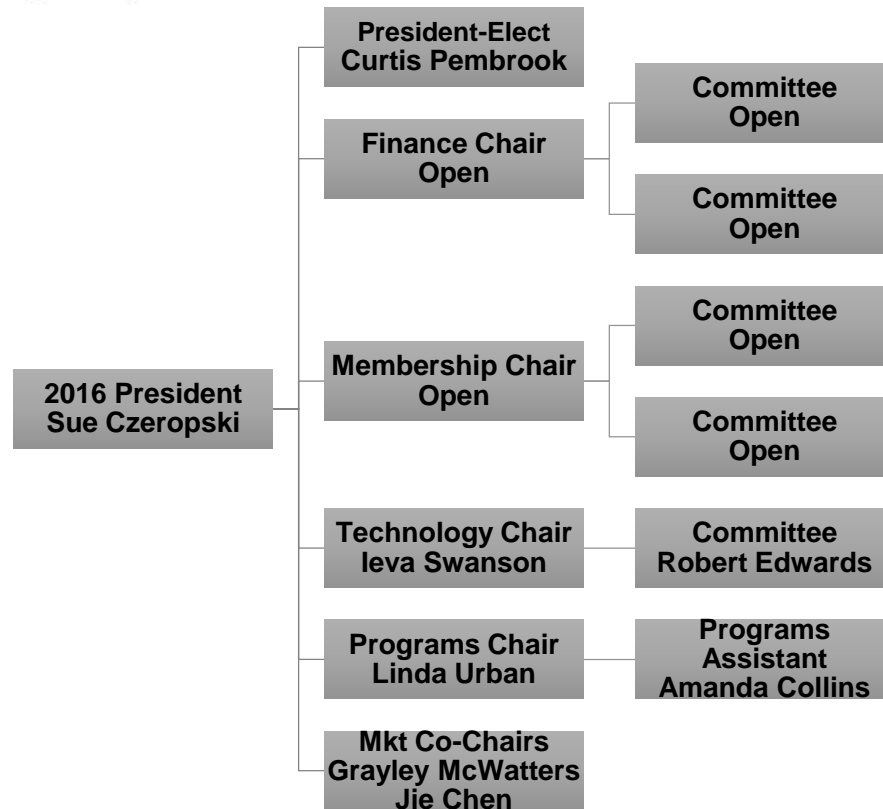 President-Elect
Curtis Pembrook
Finance Chair
Open
Committee
Open
Committee
Open
Membership Chair
Open
Committee
Open
Committee
Open
2016 President
Sue Czeropski
Technology Chair
Ieva Swanson
Committee
Robert Edwards
Programs Chair
Linda Urban
Programs
Assistant
Amanda Collins
Mkt Co-Chairs
Grayley McWatters
Jie Chen